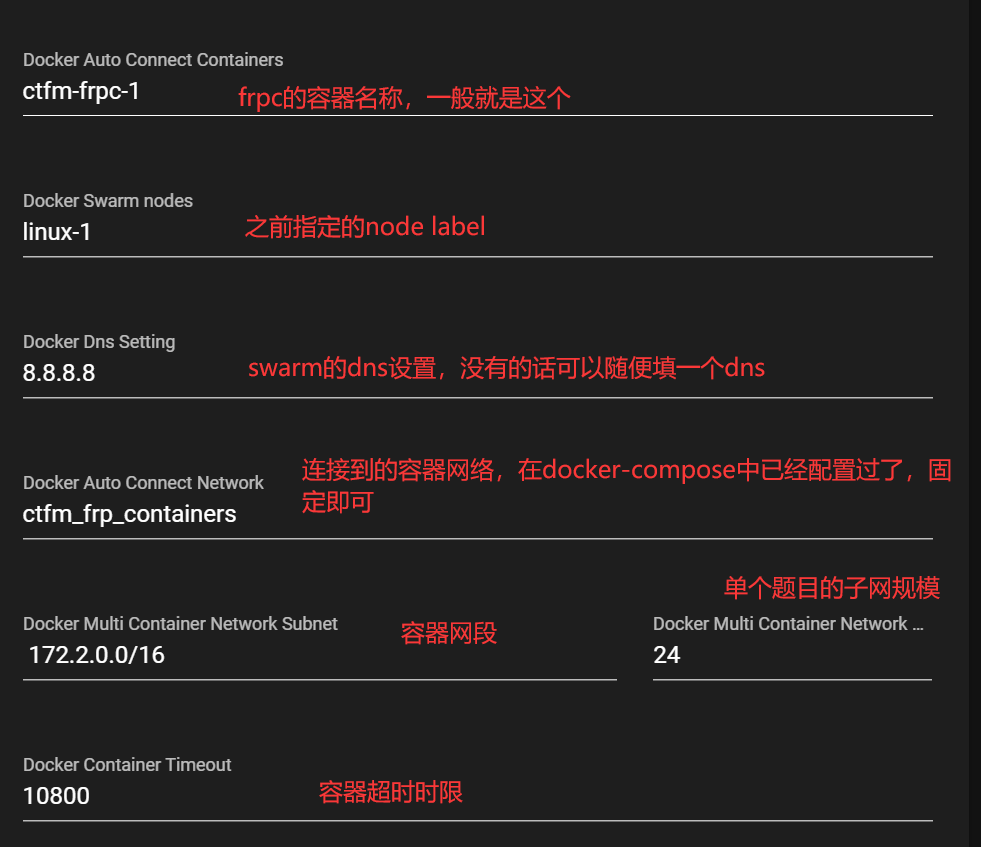 Docker Auto Connect Containers
ctfm-frpc-1
frpc的容器名称，一般就是这个
Docker Swarm nodes
linux-1
之前指定的node label
Docker Dns Setting
8.8.8.8
swarm的dns设置，没有的话可以随便填一个dns
Docker Auto Connect Network
ctfm_frp_containers
连接到的容器网络，在docker-compose中已经配置过了，固
定即可
Docker Multi Container Network Subnet
172.2.0.0/16
容器网段
单个题目的子网规模
Docker Multi Container Network ...
24
Docker Container Timeout
10800
容器超时时限